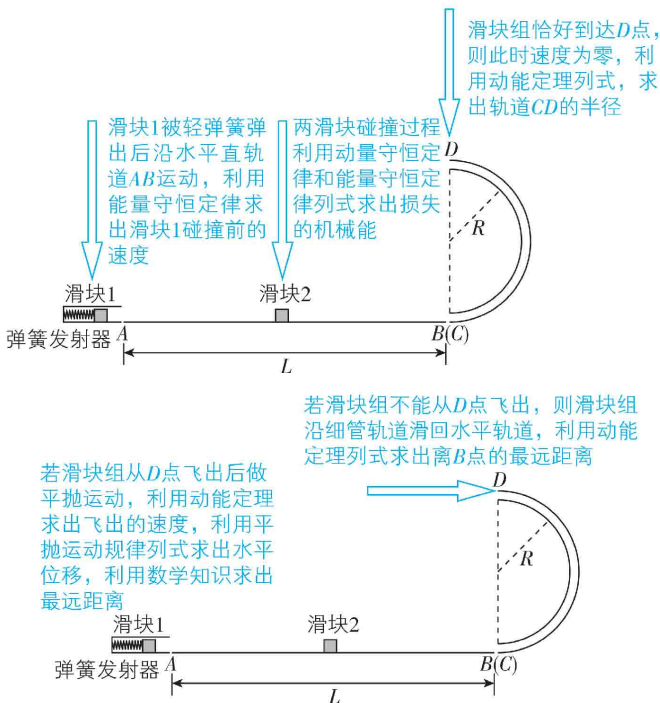 滑块组恰好到达D点,
则此时速度为零,利
用动能定理列式,求
出轨道CD的半径
滑块1被轻弹簧弹
出后沿水平直轨
道AB运动,利用
能量守恒定律求
出滑块1碰撞前的
速度
两滑块碰撞过程
利用动量守恒定
律和能量守恒定
律列式求出损失
的机械能
D
R
滑块1
滑块2
弹簧发射器 A
B(C)
L
若滑块组不能从D点飞出,则滑块组
沿细管轨道滑回水平轨道,利用动能
定理列式求出离B点的最远距离
若滑块组从D点飞出后做
平抛运动,利用动能定理
求出飞出的速度,利用平
抛运动规律列式求出水平
位移,利用数学知识求出
最远距离
D
R
滑块1
滑块2
弹簧发射器 A
B(C)
L